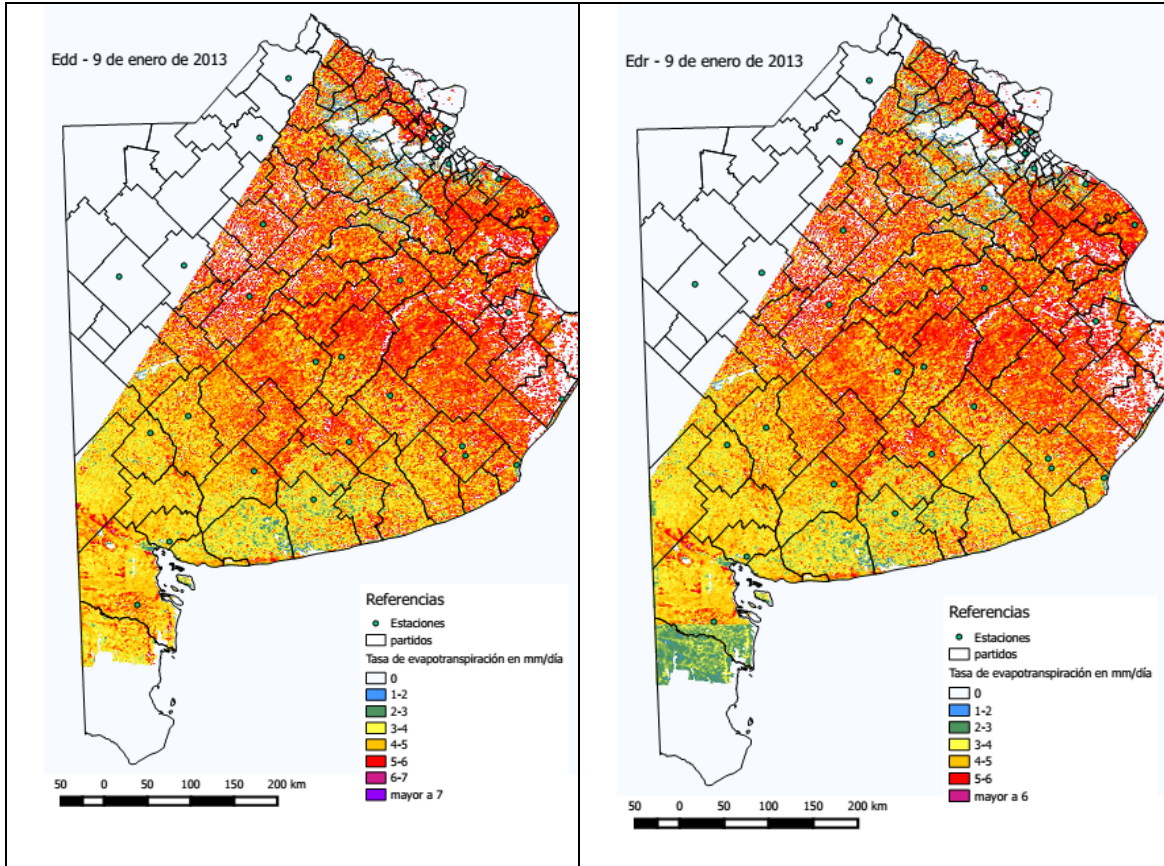 Edd - 9 de enero de 2013
Referencias
Estaciones
partidos
Tasa de evapotranspiración en mm/día
0
1-2
2-3
3-4
4-5
5-6
6-7
mayor a 7
50 0 50 100 150 200 km
Edr - 9 de enero de 2013
Referencias
Estaciones
partidos
Tasa de evapotranspiración en mm/día
0
1-2
2-3
3-4
4-5
5-6
mayor a 6
50 0 50 100 150 200 km